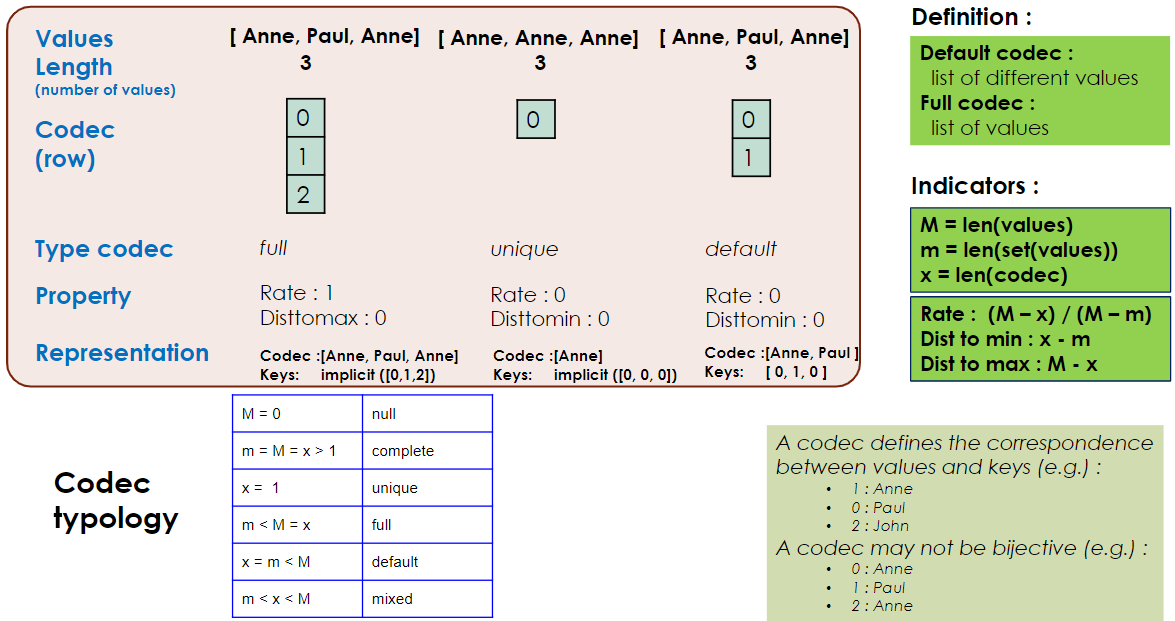 Values [ Anne, Paul, Anne] [ Anne, Anne, Anne] [ Anne, Paul, Anne]
Length 3 3 3
(number of values)
Codec
(row)
0 0 0
1 1
2
Type codec full unique default
Property Rate : 1 Rate : 0 Rate : 0
Disttomax : 0 Disttomin : 0 Disttomin : 0
Representation Codec :[Anne, Paul, Anne] Codec :[Anne] Codec :[Anne, Paul ]
Keys: implicit ([0,1,2]) Keys: implicit ([0, 0, 0]) Keys: [ 0, 1, 0 ]
Definition :
Default codec :
list of different values
Full codec :
list of values
Indicators :
M = len(values)
m = len(set(values))
x = len(codec)
Rate : (M – x) / (M – m)
Dist to min : x - m
Dist to max : M - x
Codec
typology
M = 0 null
m = M = x > 1 complete
x = 1 unique
m < M = x full
x = m < M default
m < x < M mixed
A codec defines the correspondence
between values and keys (e.g.) :
• 1 : Anne
• 0 : Paul
• 2 : John
A codec may not be bijective (e.g.) :
• 0 : Anne
• 1 : Paul
• 2 : Anne